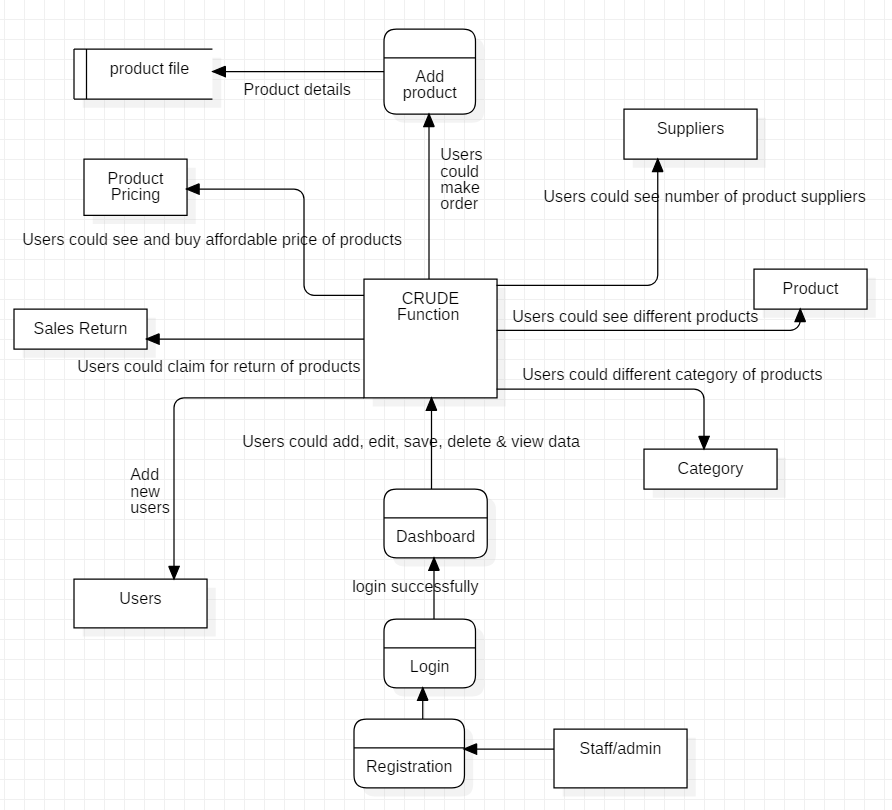 product file
Product details
Add
product
Suppliers
Users
could
make
order
Product
Pricing
Users could see number of product suppliers
Users could see and buy affordable price of products
CRUDE
Function
Product
Users could see different products
Sales Return
Users could claim for return of products
Users could different category of products
Users could add, edit, save, delete & view data
Category
Add
new
users
Dashboard
login successfully
Users
Login
Registration
Staff/admin